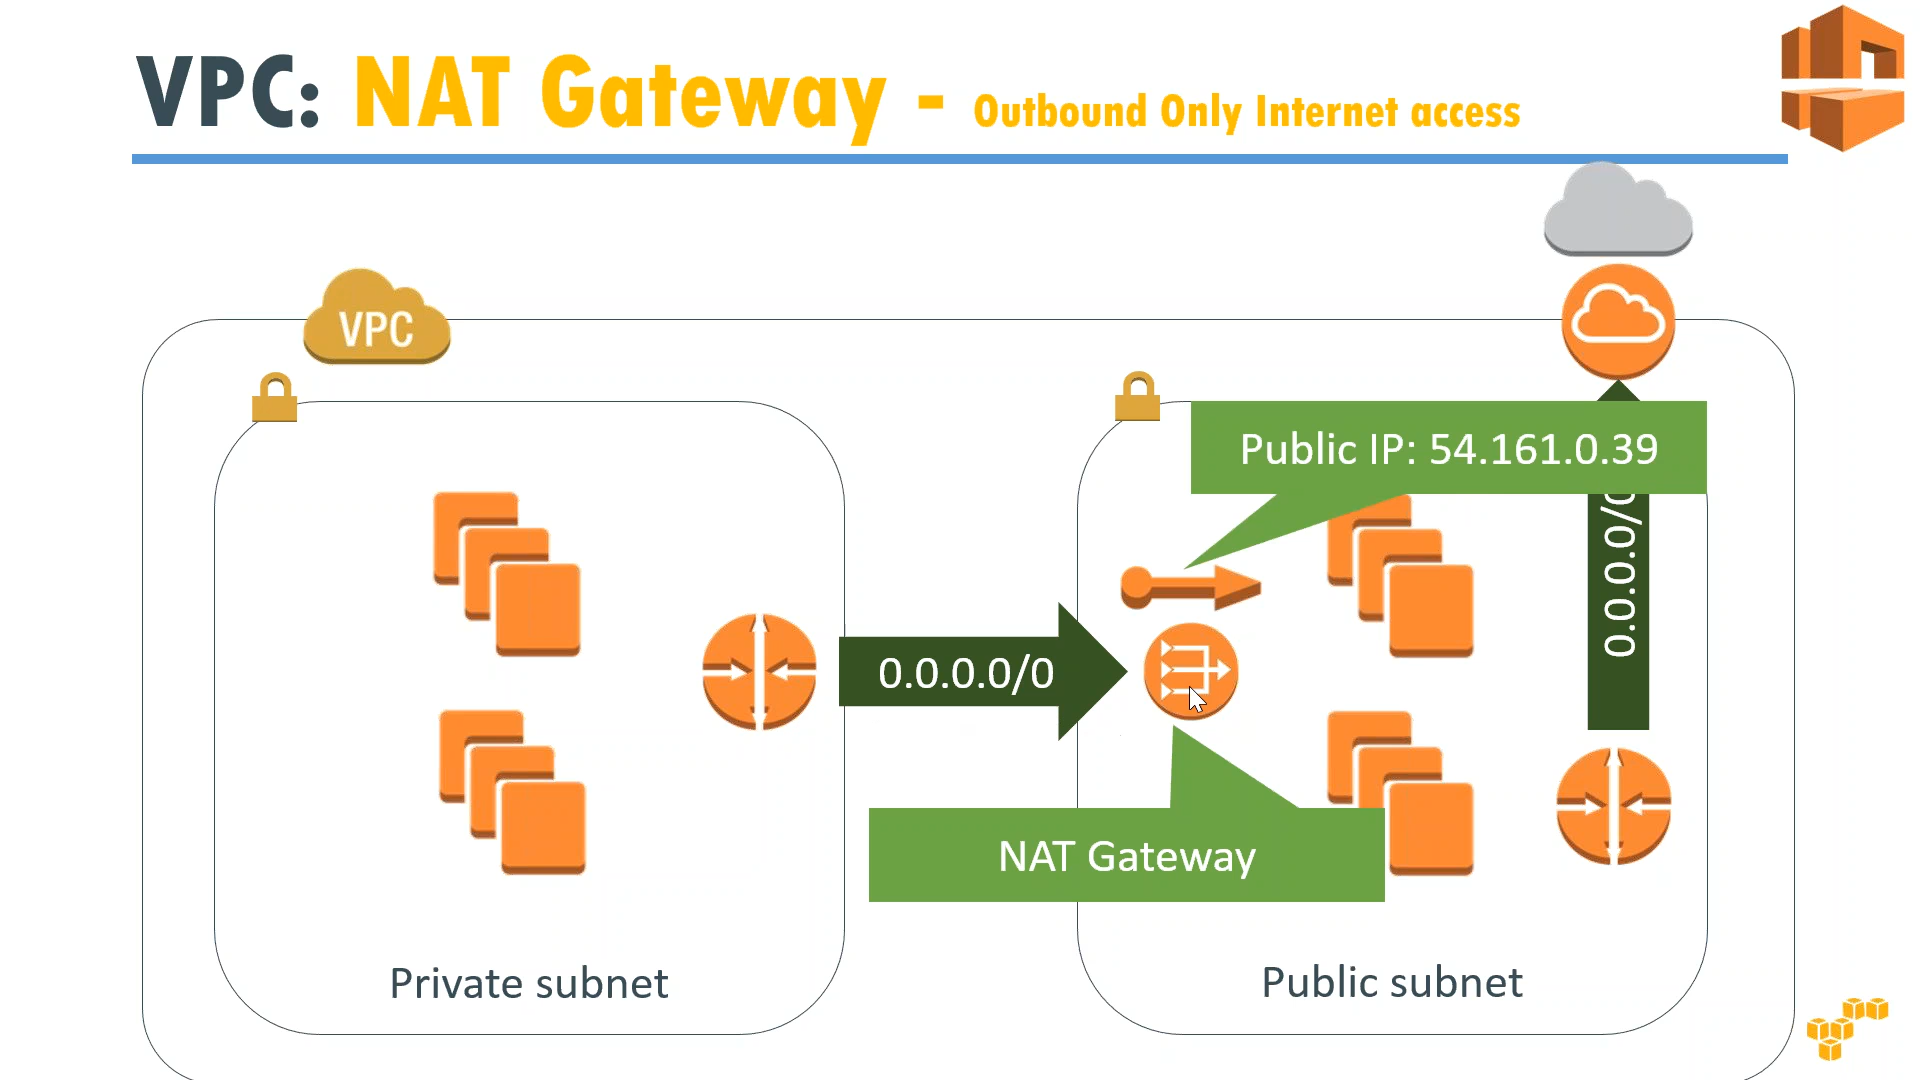 VPC: NAT Gateway - Outbound Only Internet access
VPC
Public IP: 54.161.0.39
0.0.0.0/0
0.0.0.0/0
NAT Gateway
Private subnet
Public subnet